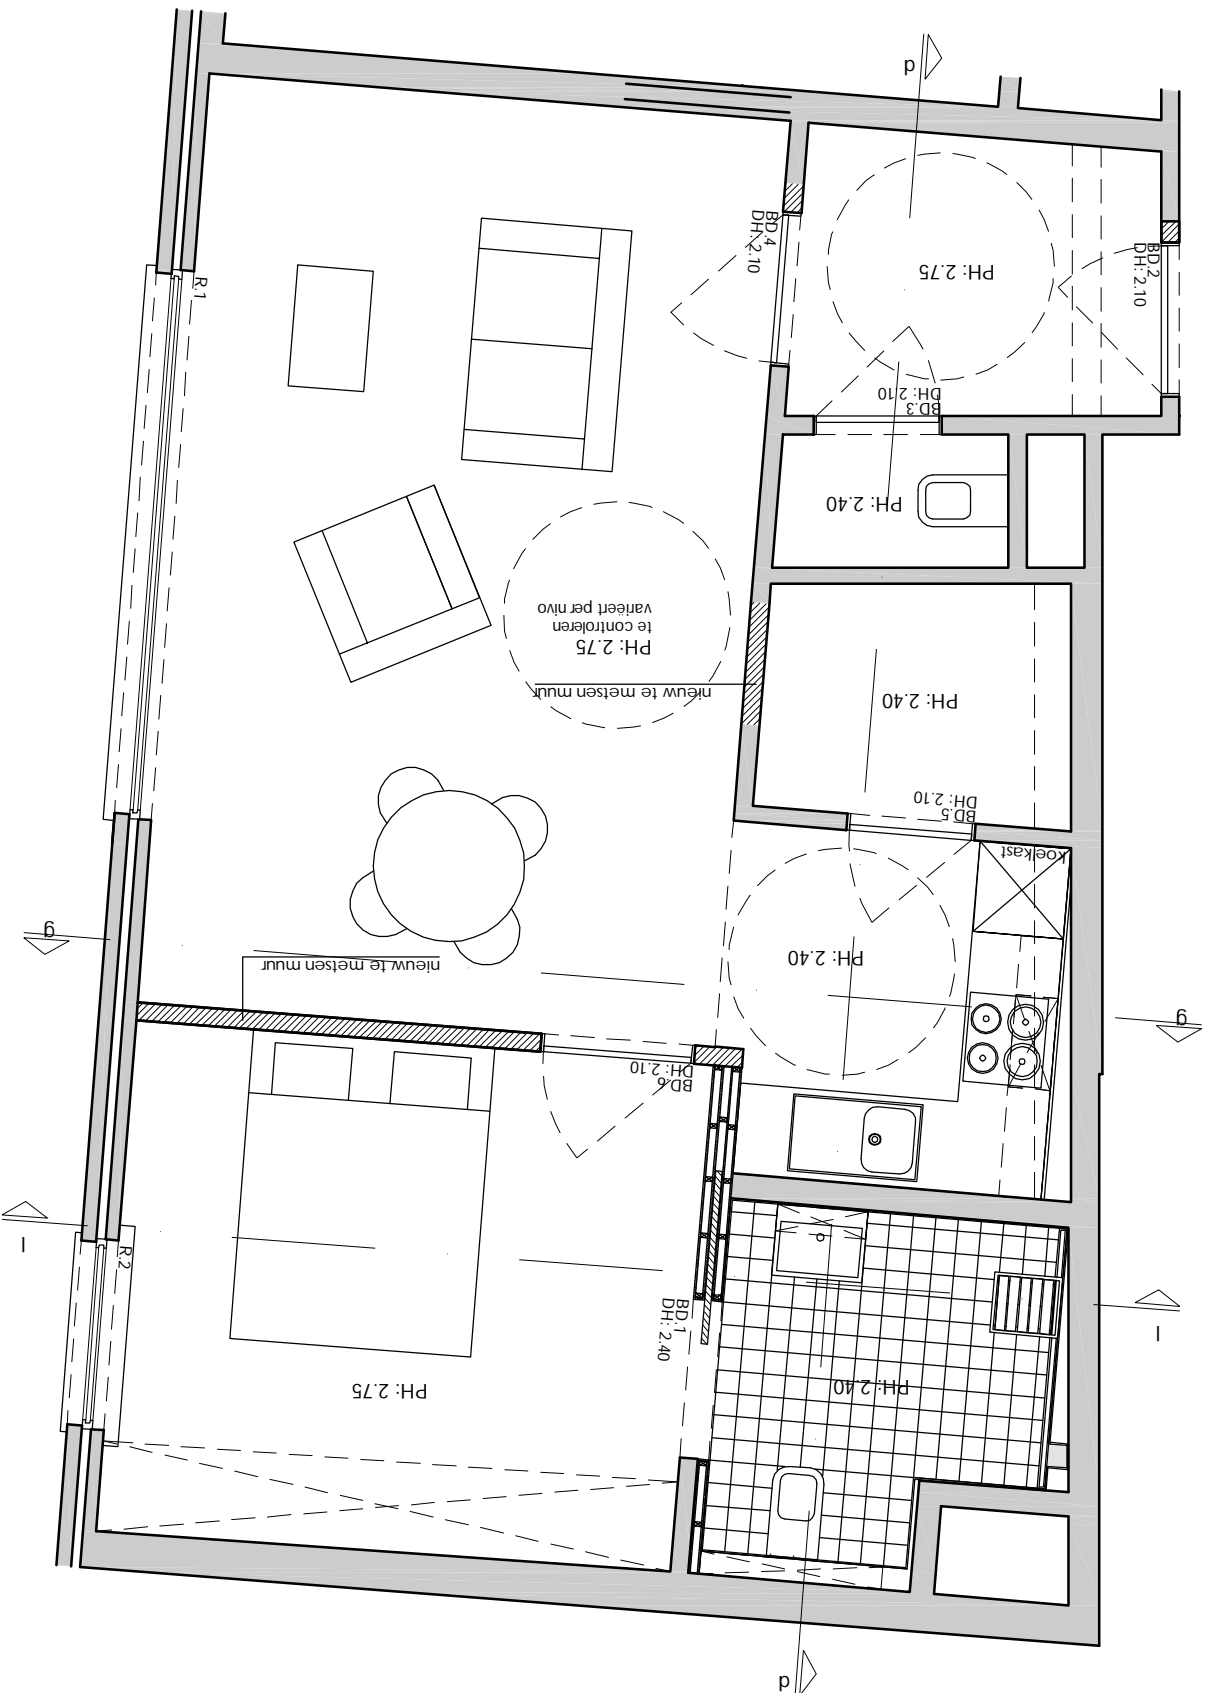 p
BD.4
DH: 2.10
BD.2
DH: 2.10
PH: 2.75
R.1
BD.3
DH: 2.10
PH: 2.40
PH: 2.75
te controleren
variëert per nivo
nieuw te metsen muur
PH: 2.40
BD.5
DH: 2.10
koelkast
g
nieuw te metsen muur
PH: 2.40
g
BD.6
DH: 2.10
l
R.2
BD.1
DH: 2.40
l
PH: 2.75
PH: 2.40
p